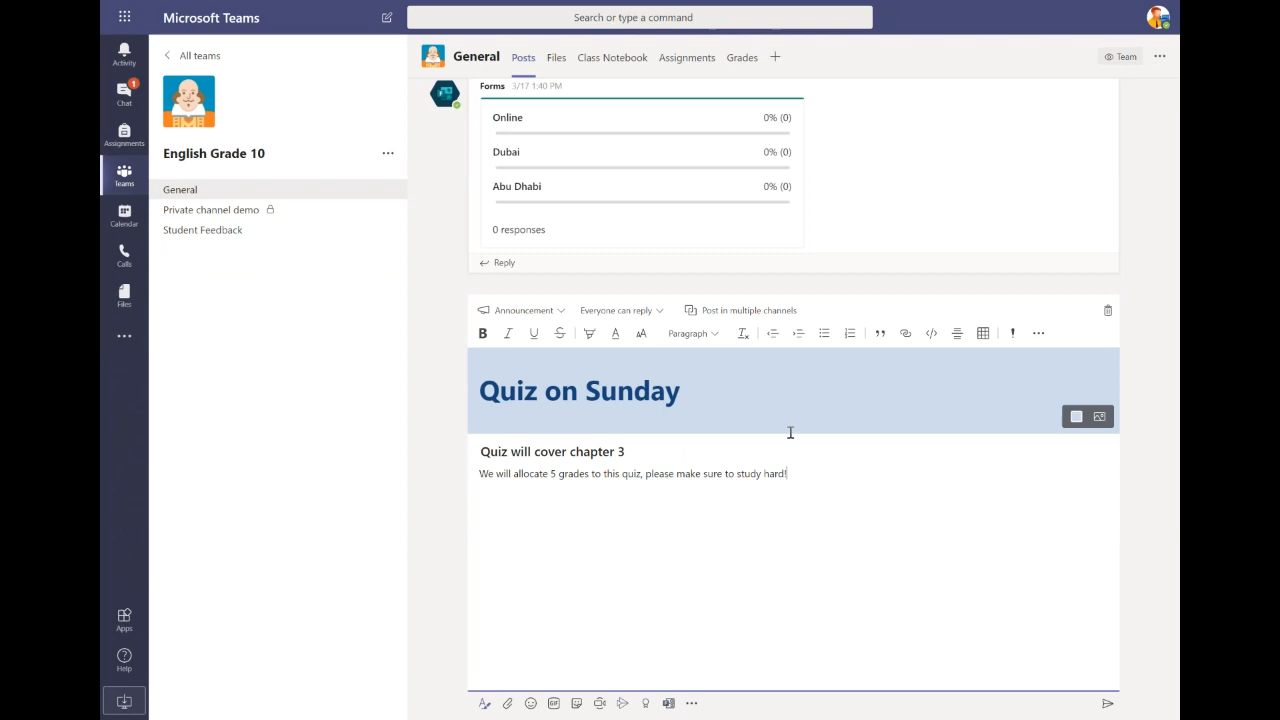 Microsoft Teams
Search or type a command
Activity
1
Chat
Assignments
Teams
Calendar
Calls
Files
Apps
Help
All teams
English Grade 10
General
Private channel demo
Student Feedback
General
Posts
Files
Class Notebook
Assignments
Grades
Team
Forms 3/17 1:40 PM
Online 0% (0)
Dubai 0% (0)
Abu Dhabi 0% (0)
0 responses
Reply
Announcement
Everyone can reply
Post in multiple channels
Paragraph
Quiz on Sunday
Quiz will cover chapter 3
We will allocate 5 grades to this quiz, please make sure to study hard!
GIF